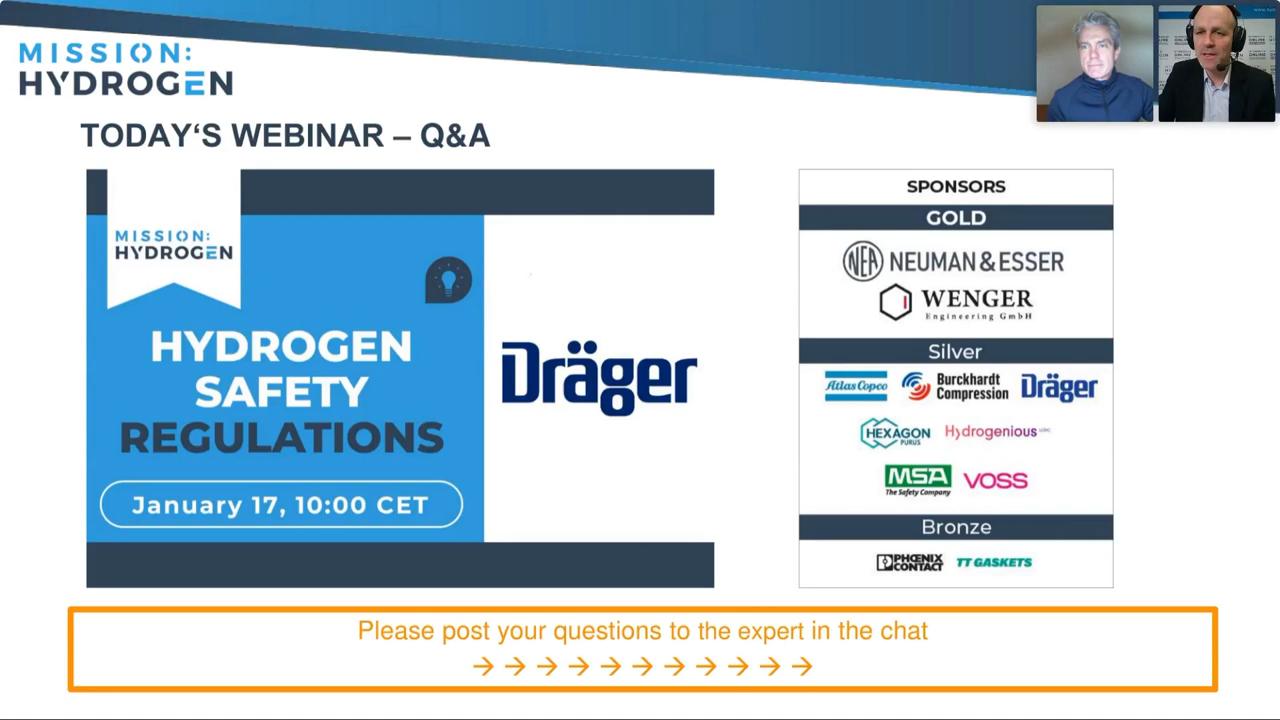 MISSION:
HYDROGEN
TODAY‘S WEBINAR – Q&A
MISSION:
HYDROGEN
HYDROGEN
SAFETY
REGULATIONS
January 17, 10:00 CET
Dräger
SPONSORS
GOLD
NEA NEUMAN & ESSER
WENGER
Engineering GmbH
Silver
Atlas Copco
Burckhardt
Compression
Dräger
HEXAGON
PURUS
Hydrogenious
MSA
The Safety Company
VOSS
Bronze
PHŒNIX
CONTACT
TT GASKETS
Please post your questions to the expert in the chat
→ → → → → → → → → → →